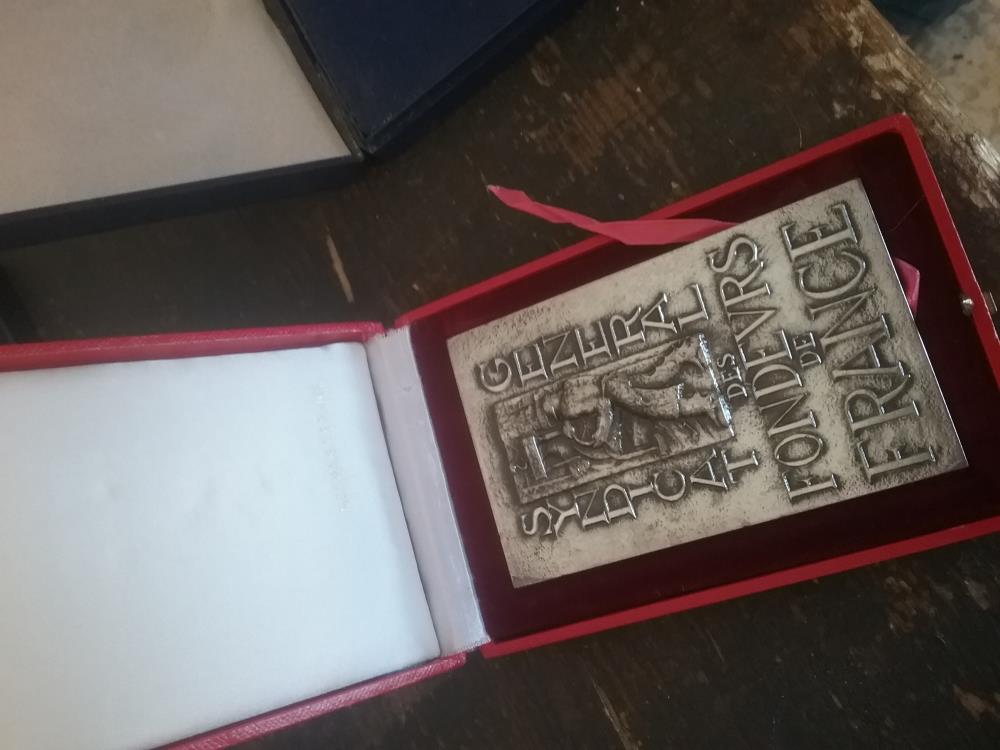 SYNDICAT
GENERAL
DES
FONDEVRS
DE
FRANCE